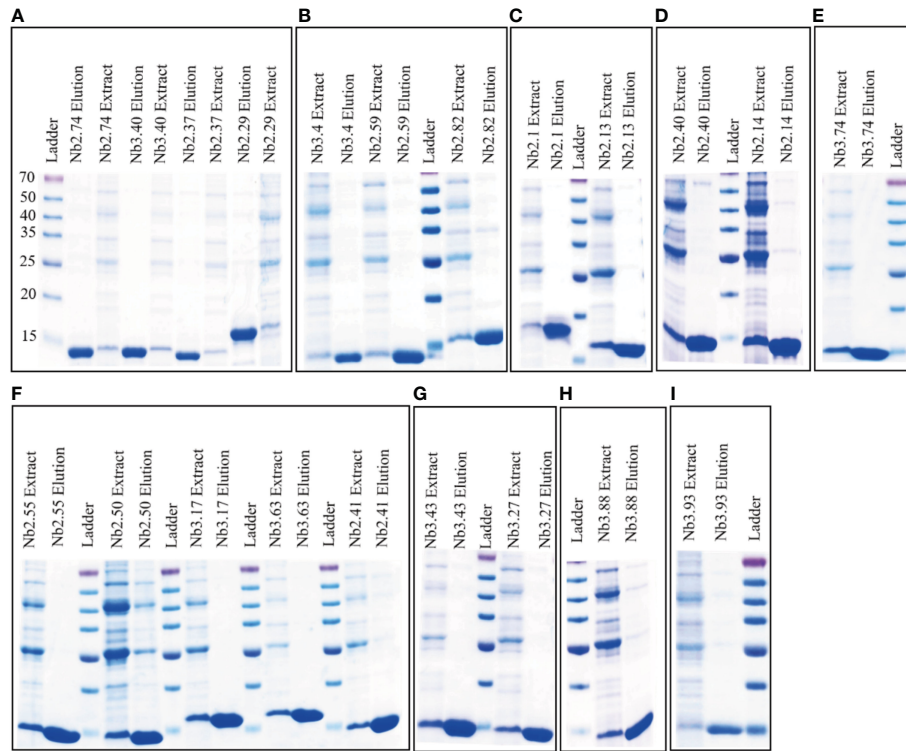 A
Ladder
Nb2.74 Elution
Nb2.74 Extract
Nb3.40 Elution
Nb3.40 Extract
Nb2.37 Elution
Nb2.37 Extract
Nb2.29 Elution
Nb2.29 Extract
70
50
40
35
25
20
15
B
Nb3.4 Extract
Nb3.4 Elution
Nb2.59 Extract
Nb2.59 Elution
Ladder
Nb2.82 Extract
Nb2.82 Elution
C
Nb2.1 Extract
Nb2.1 Elution
Ladder
Nb2.13 Extract
Nb2.13 Elution
D
Nb2.40 Extract
Nb2.40 Elution
Ladder
Nb2.14 Extract
Nb2.14 Elution
E
Nb3.74 Extract
Nb3.74 Elution
Ladder
F
Nb2.55 Extract
Nb2.55 Elution
Ladder
Nb2.50 Extract
Nb2.50 Elution
Ladder
Nb3.17 Extract
Nb3.17 Elution
Ladder
Nb3.63 Extract
Nb3.63 Elution
Ladder
Nb2.41 Extract
Nb2.41 Elution
G
Nb3.43 Extract
Nb3.43 Elution
Ladder
Nb3.27 Extract
Nb3.27 Elution
H
Ladder
Nb3.88 Extract
Nb3.88 Elution
I
Nb3.93 Extract
Nb3.93 Elution
Ladder